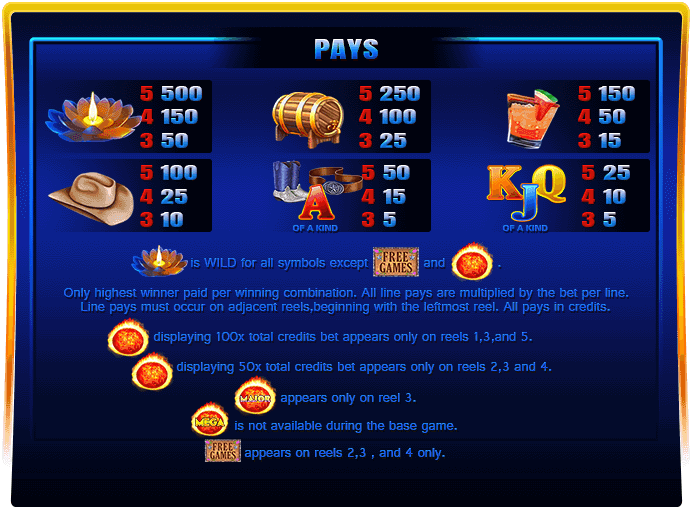 PAYS
5 500
4 150
3 50
5 250
4 100
3 25
5 150
4 50
3 15
5 100
4 25
3 10
A
OF A KIND
5 50
4 15
3 5
KJQ
OF A KIND
5 25
4 10
3 5
is WILD for all symbols except FREE GAMES and .
Only highest winner paid per winning combination. All line pays are multiplied by the bet per line.
Line pays must occur on adjacent reels,beginning with the leftmost reel. All pays in credits.
displaying 100x total credits bet appears only on reels 1,3,and 5.
displaying 50x total credits bet appears only on reels 2,3 and 4.
MAJOR appears only on reel 3.
MEGA is not available during the base game.
FREE GAMES appears on reels 2,3 , and 4 only.